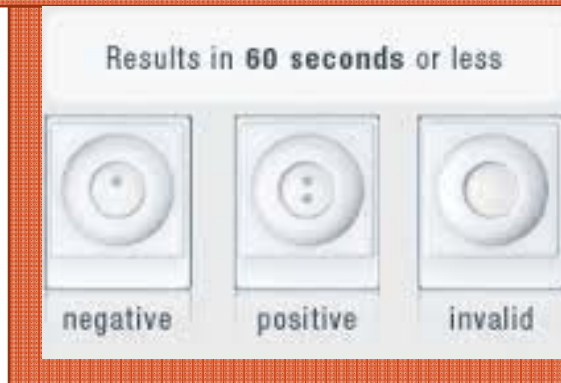 Results in 60 seconds or less
negative positive invalid